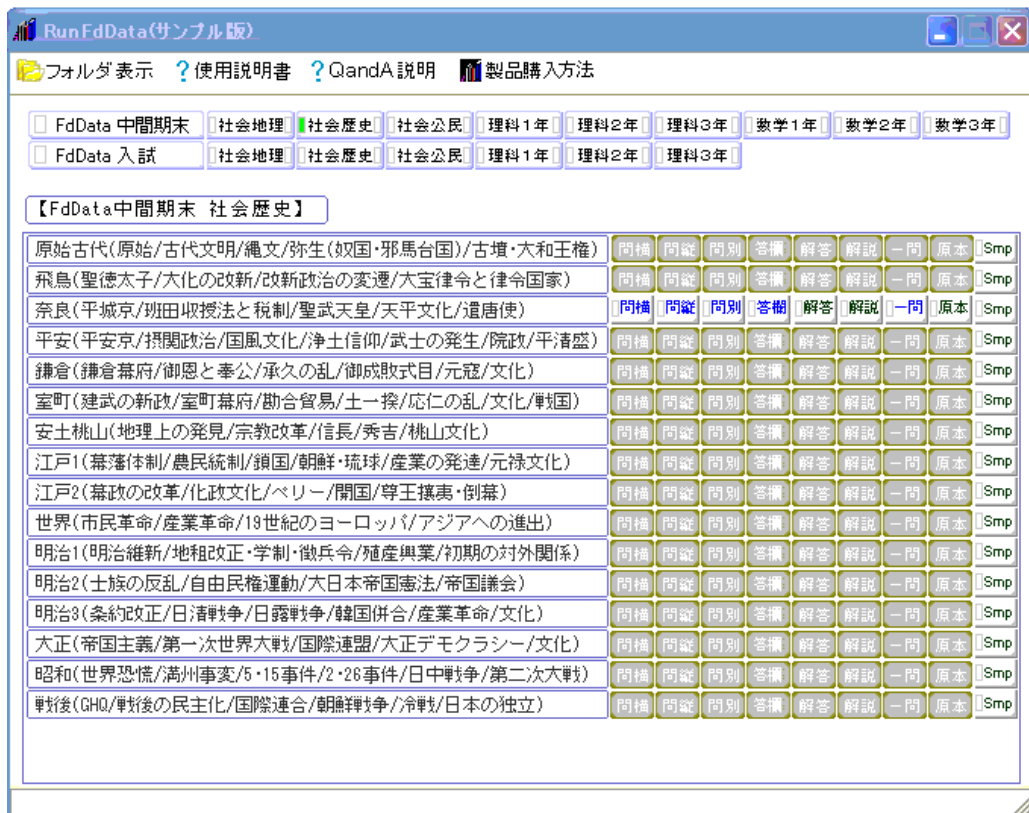 RunFdData(サンプル版)
フォルダ表示 ?使用説明書 ?QandA説明 製品購入方法
FdData 中間期末 社会地理 社会歴史 社会公民 理科1年 理科2年 理科3年 数学1年 数学2年 数学3年
FdData 入試 社会地理 社会歴史 社会公民 理科1年 理科2年 理科3年
【FdData中間期末 社会歴史】
原始古代(原始/古代文明/縄文/弥生(奴国・邪馬台国)/古墳・大和王権) 問横 問縦 問別 答欄 解答 解説 一問 原本 Smp
飛鳥(聖徳太子/大化の改新/改新政治の変遷/大宝律令と律令国家) 問横 問縦 問別 答欄 解答 解説 一問 原本 Smp
奈良(平城京/班田収授法と税制/聖武天皇/天平文化/遣唐使) 問横 問縦 問別 答欄 解答 解説 一問 原本 Smp
平安(平安京/摂関政治/国風文化/浄土信仰/武士の発生/院政/平清盛) 問横 問縦 問別 答欄 解答 解説 一問 原本 Smp
鎌倉(鎌倉幕府/御恩と奉公/承久の乱/御成敗式目/元寇/文化) 問横 問縦 問別 答欄 解答 解説 一問 原本 Smp
室町(建武の新政/室町幕府/勘合貿易/土一揆/応仁の乱/文化/戦国) 問横 問縦 問別 答欄 解答 解説 一問 原本 Smp
安土桃山(地理上の発見/宗教改革/信長/秀吉/桃山文化) 問横 問縦 問別 答欄 解答 解説 一問 原本 Smp
江戸1(幕藩体制/農民統制/鎖国/朝鮮・琉球/産業の発達/元禄文化) 問横 問縦 問別 答欄 解答 解説 一問 原本 Smp
江戸2(幕政の改革/化政文化/ペリー/開国/尊王攘夷・倒幕) 問横 問縦 問別 答欄 解答 解説 一問 原本 Smp
世界(市民革命/産業革命/19世紀のヨーロッパ/アジアへの進出) 問横 問縦 問別 答欄 解答 解説 一問 原本 Smp
明治1(明治維新/地租改正・学制・徴兵令/殖産興業/初期の対外関係) 問横 問縦 問別 答欄 解答 解説 一問 原本 Smp
明治2(士族の反乱/自由民権運動/大日本帝国憲法/帝国議会) 問横 問縦 問別 答欄 解答 解説 一問 原本 Smp
明治3(条約改正/日清戦争/日露戦争/韓国併合/産業革命/文化) 問横 問縦 問別 答欄 解答 解説 一問 原本 Smp
大正(帝国主義/第一次世界大戦/国際連盟/大正デモクラシー/文化) 問横 問縦 問別 答欄 解答 解説 一問 原本 Smp
昭和(世界恐慌/満州事変/5・15事件/2・26事件/日中戦争/第二次大戦) 問横 問縦 問別 答欄 解答 解説 一問 原本 Smp
戦後(GHQ/戦後の民主化/国際連合/朝鮮戦争/冷戦/日本の独立) 問横 問縦 問別 答欄 解答 解説 一問 原本 Smp